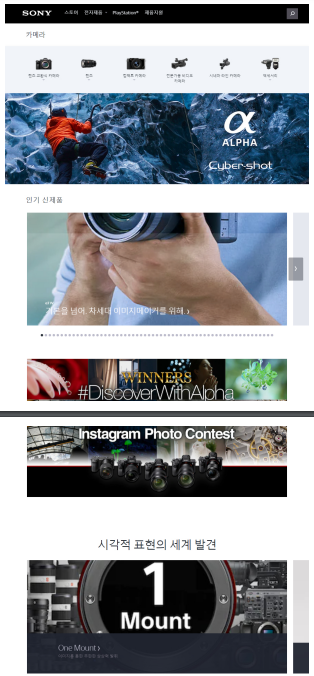 SONY
스토어 전자제품 PlayStation® 제품지원
카메라
렌즈 교환식 카메라 렌즈 컴팩트 카메라 전문가용 비디오 카메라 시네마 라인 카메라 액세서리
α
ALPHA
Cyber-shot
인기 신제품
기본을 넘어, 차세대 이미지메이커를 위해. ›
WINNERS
#DiscoverWithAlpha
Instagram Photo Contest
시각적 표현의 세계 발견
1
Mount
One Mount ›